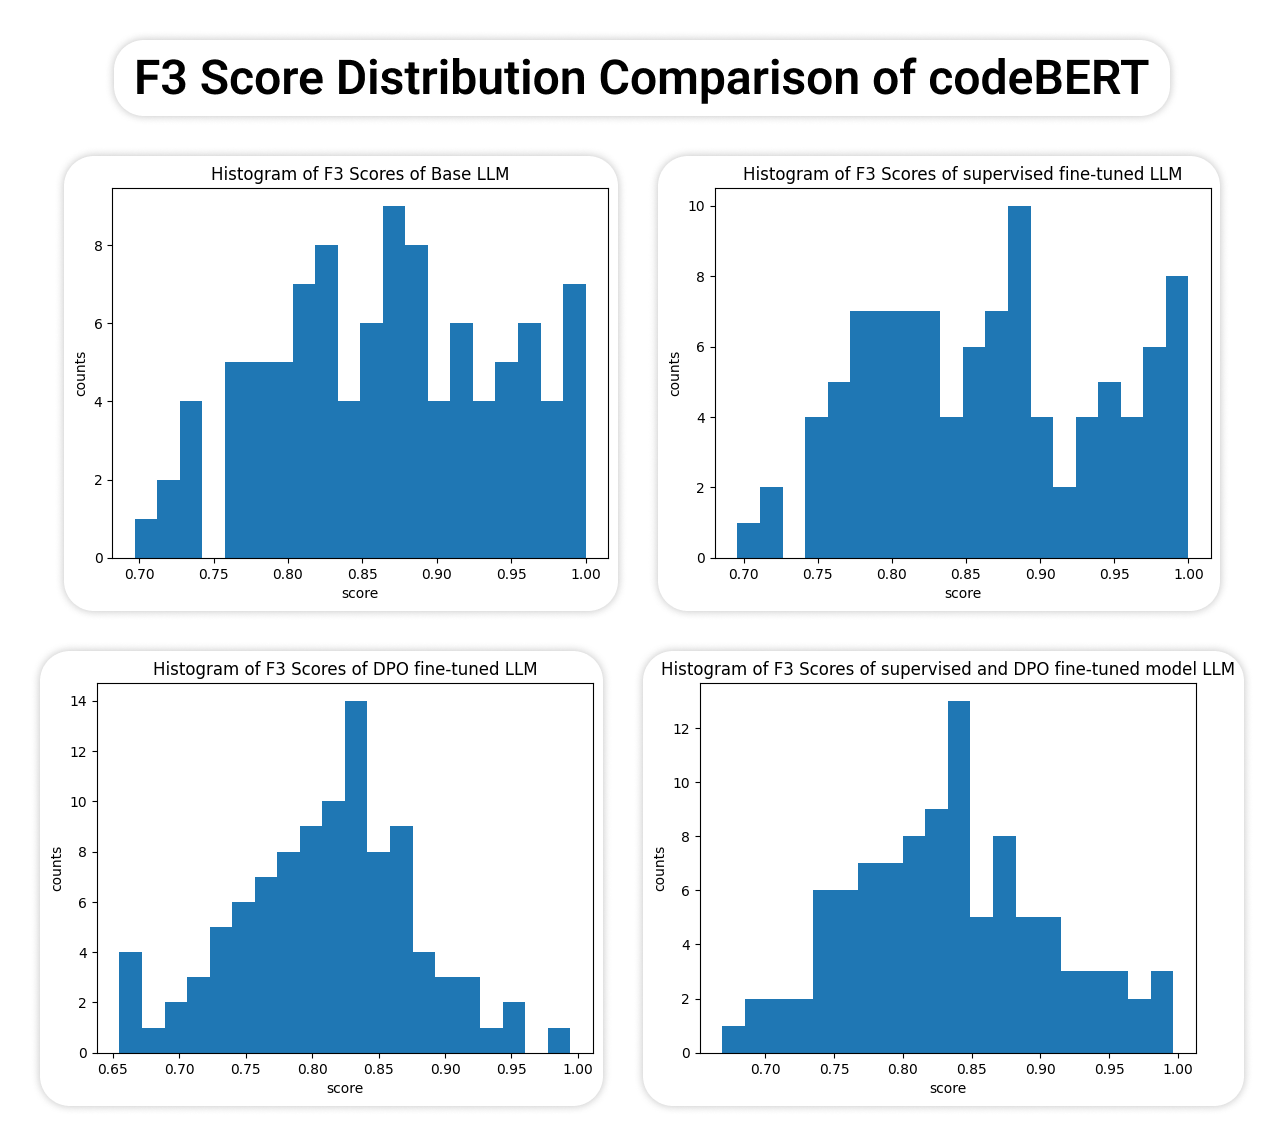 F3 Score Distribution Comparison of codeBERT
Histogram of F3 Scores of Base LLM
8
6
4
2
0
counts
0.70 0.75 0.80 0.85 0.90 0.95 1.00
score
Histogram of F3 Scores of supervised fine-tuned LLM
10
8
6
4
2
0
counts
0.70 0.75 0.80 0.85 0.90 0.95 1.00
score
Histogram of F3 Scores of DPO fine-tuned LLM
14
12
10
8
6
4
2
0
counts
0.65 0.70 0.75 0.80 0.85 0.90 0.95 1.00
score
Histogram of F3 Scores of supervised and DPO fine-tuned model LLM
12
10
8
6
4
2
0
counts
0.70 0.75 0.80 0.85 0.90 0.95 1.00
score